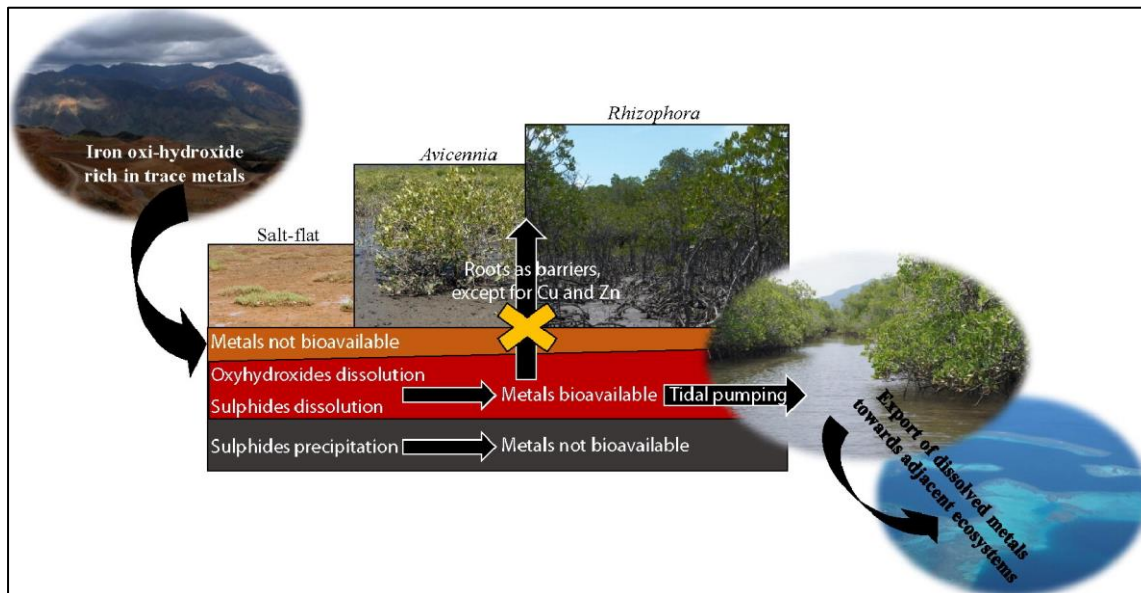 Iron oxi-hydroxide
rich in trace metals
Salt-flat
Avicennia
Rhizophora
Roots as barriers,
except for Cu and Zn
Metals not bioavailable
Oxyhydroxides dissolution
Sulphides dissolution
Metals bioavailable
Tidal pumping
Sulphides precipitation
Metals not bioavailable
Export of dissolved metals
towards adjacent ecosystems